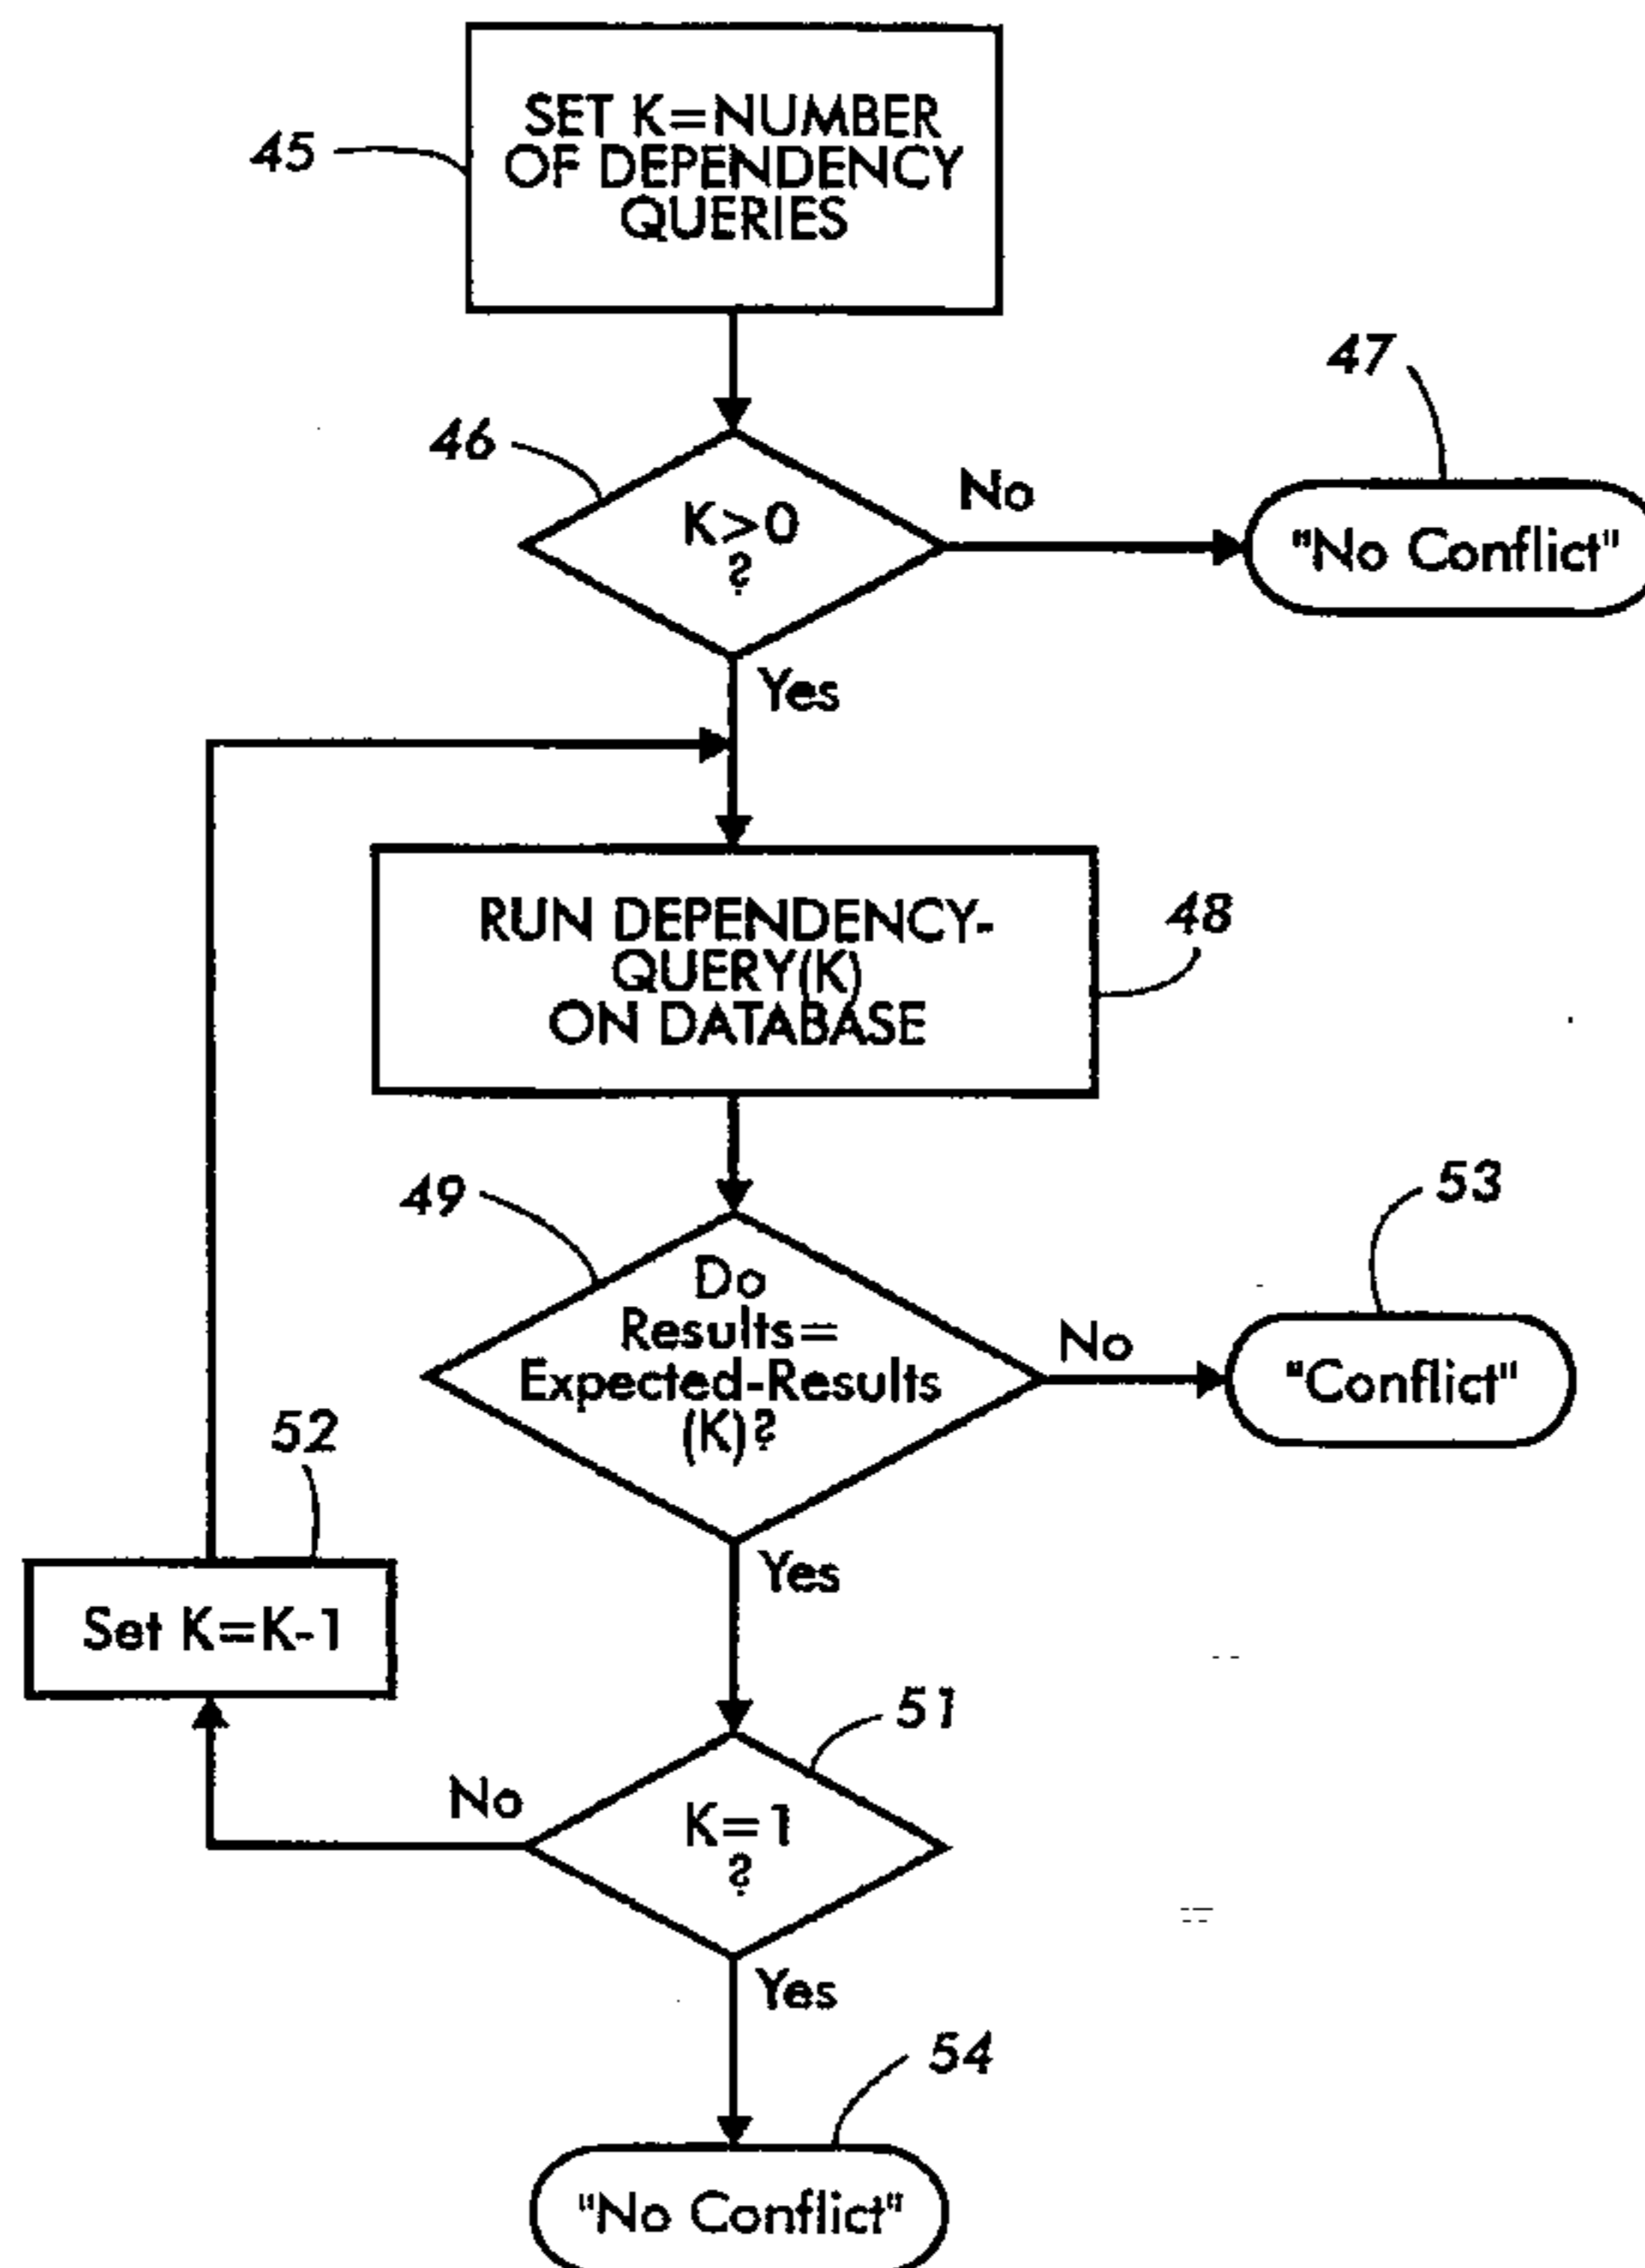 SET K=NUMBER
OF DEPENDENCY
QUERIES
45
47
46
K>0
?
No
"No Conflict"
Yes
RUN DEPENDENCY-
QUERY(K)
ON DATABASE
48
49
53
Do
Results=
Expected-Results
(K)?
No
"Conflict"
52
Yes
Set K=K-1
51
No
K=1
?
Yes
54
"No Conflict"